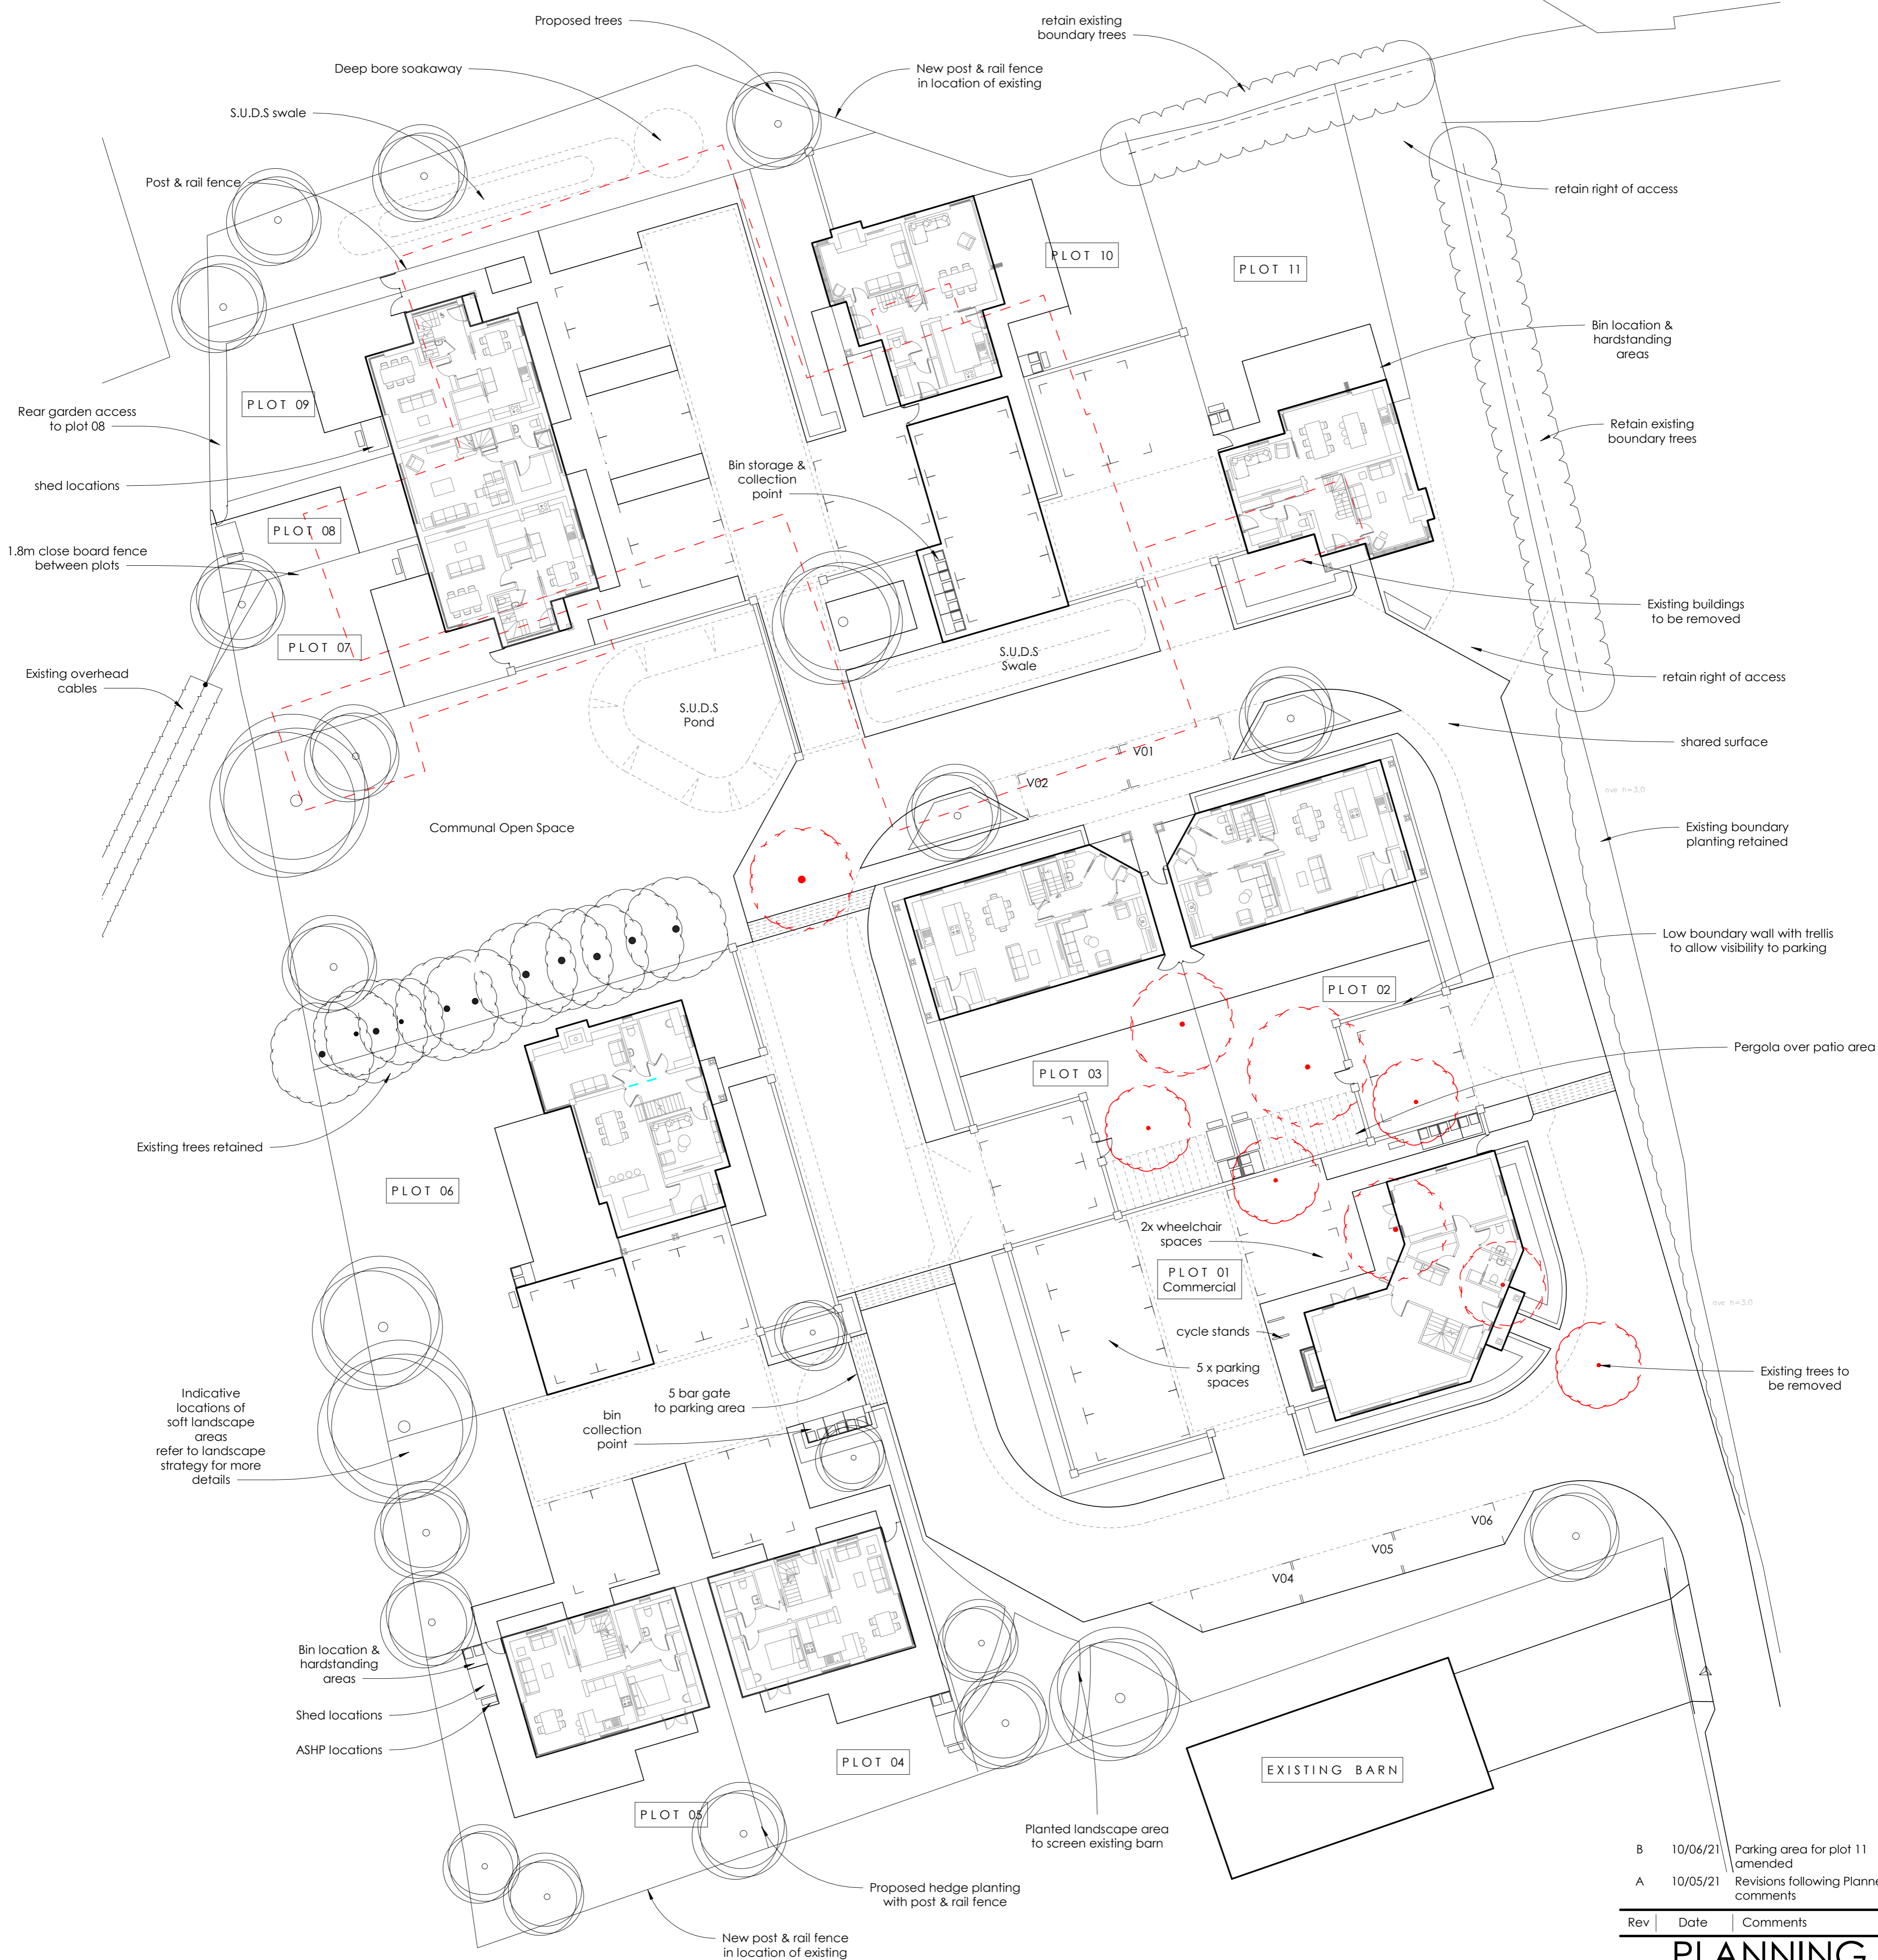 Proposed trees
retain existing
boundary trees
Deep bore soakaway
New post & rail fence
in location of existing
S.U.D.S swale
Post & rail fence
retain right of access
PLOT 10
PLOT 11
Bin location &
hardstanding
areas
PLOT 09
Rear garden access
to plot 08
Retain existing
boundary trees
Bin storage &
collection
point
shed locations
PLOT 08
1.8m close board fence
between plots
Existing buildings
to be removed
PLOT 07
S.U.D.S
Swale
Existing overhead
cables
retain right of access
S.U.D.S
Pond
shared surface
V01
V02
ave h=3.0
Communal Open Space
Existing boundary
planting retained
Low boundary wall with trellis
to allow visibility to parking
PLOT 02
Pergola over patio area
PLOT 03
Existing trees retained
PLOT 06
2x wheelchair
spaces
PLOT 01
Commercial
ave h=3.0
cycle stands
5 x parking
spaces
Existing trees to
be removed
Indicative
locations of
soft landscape
areas
refer to landscape
strategy for more
details
5 bar gate
to parking area
bin
collection
point
V06
V05
V04
Bin location &
hardstanding
areas
Shed locations
ASHP locations
PLOT 04
EXISTING BARN
PLOT 05
Planted landscape area
to screen existing barn
Proposed hedge planting
with post & rail fence
New post & rail fence
in location of existing
B 10/06/21 Parking area for plot 11
amended
A 10/05/21 Revisions following Planne
comments
Rev Date Comments
PLANNING